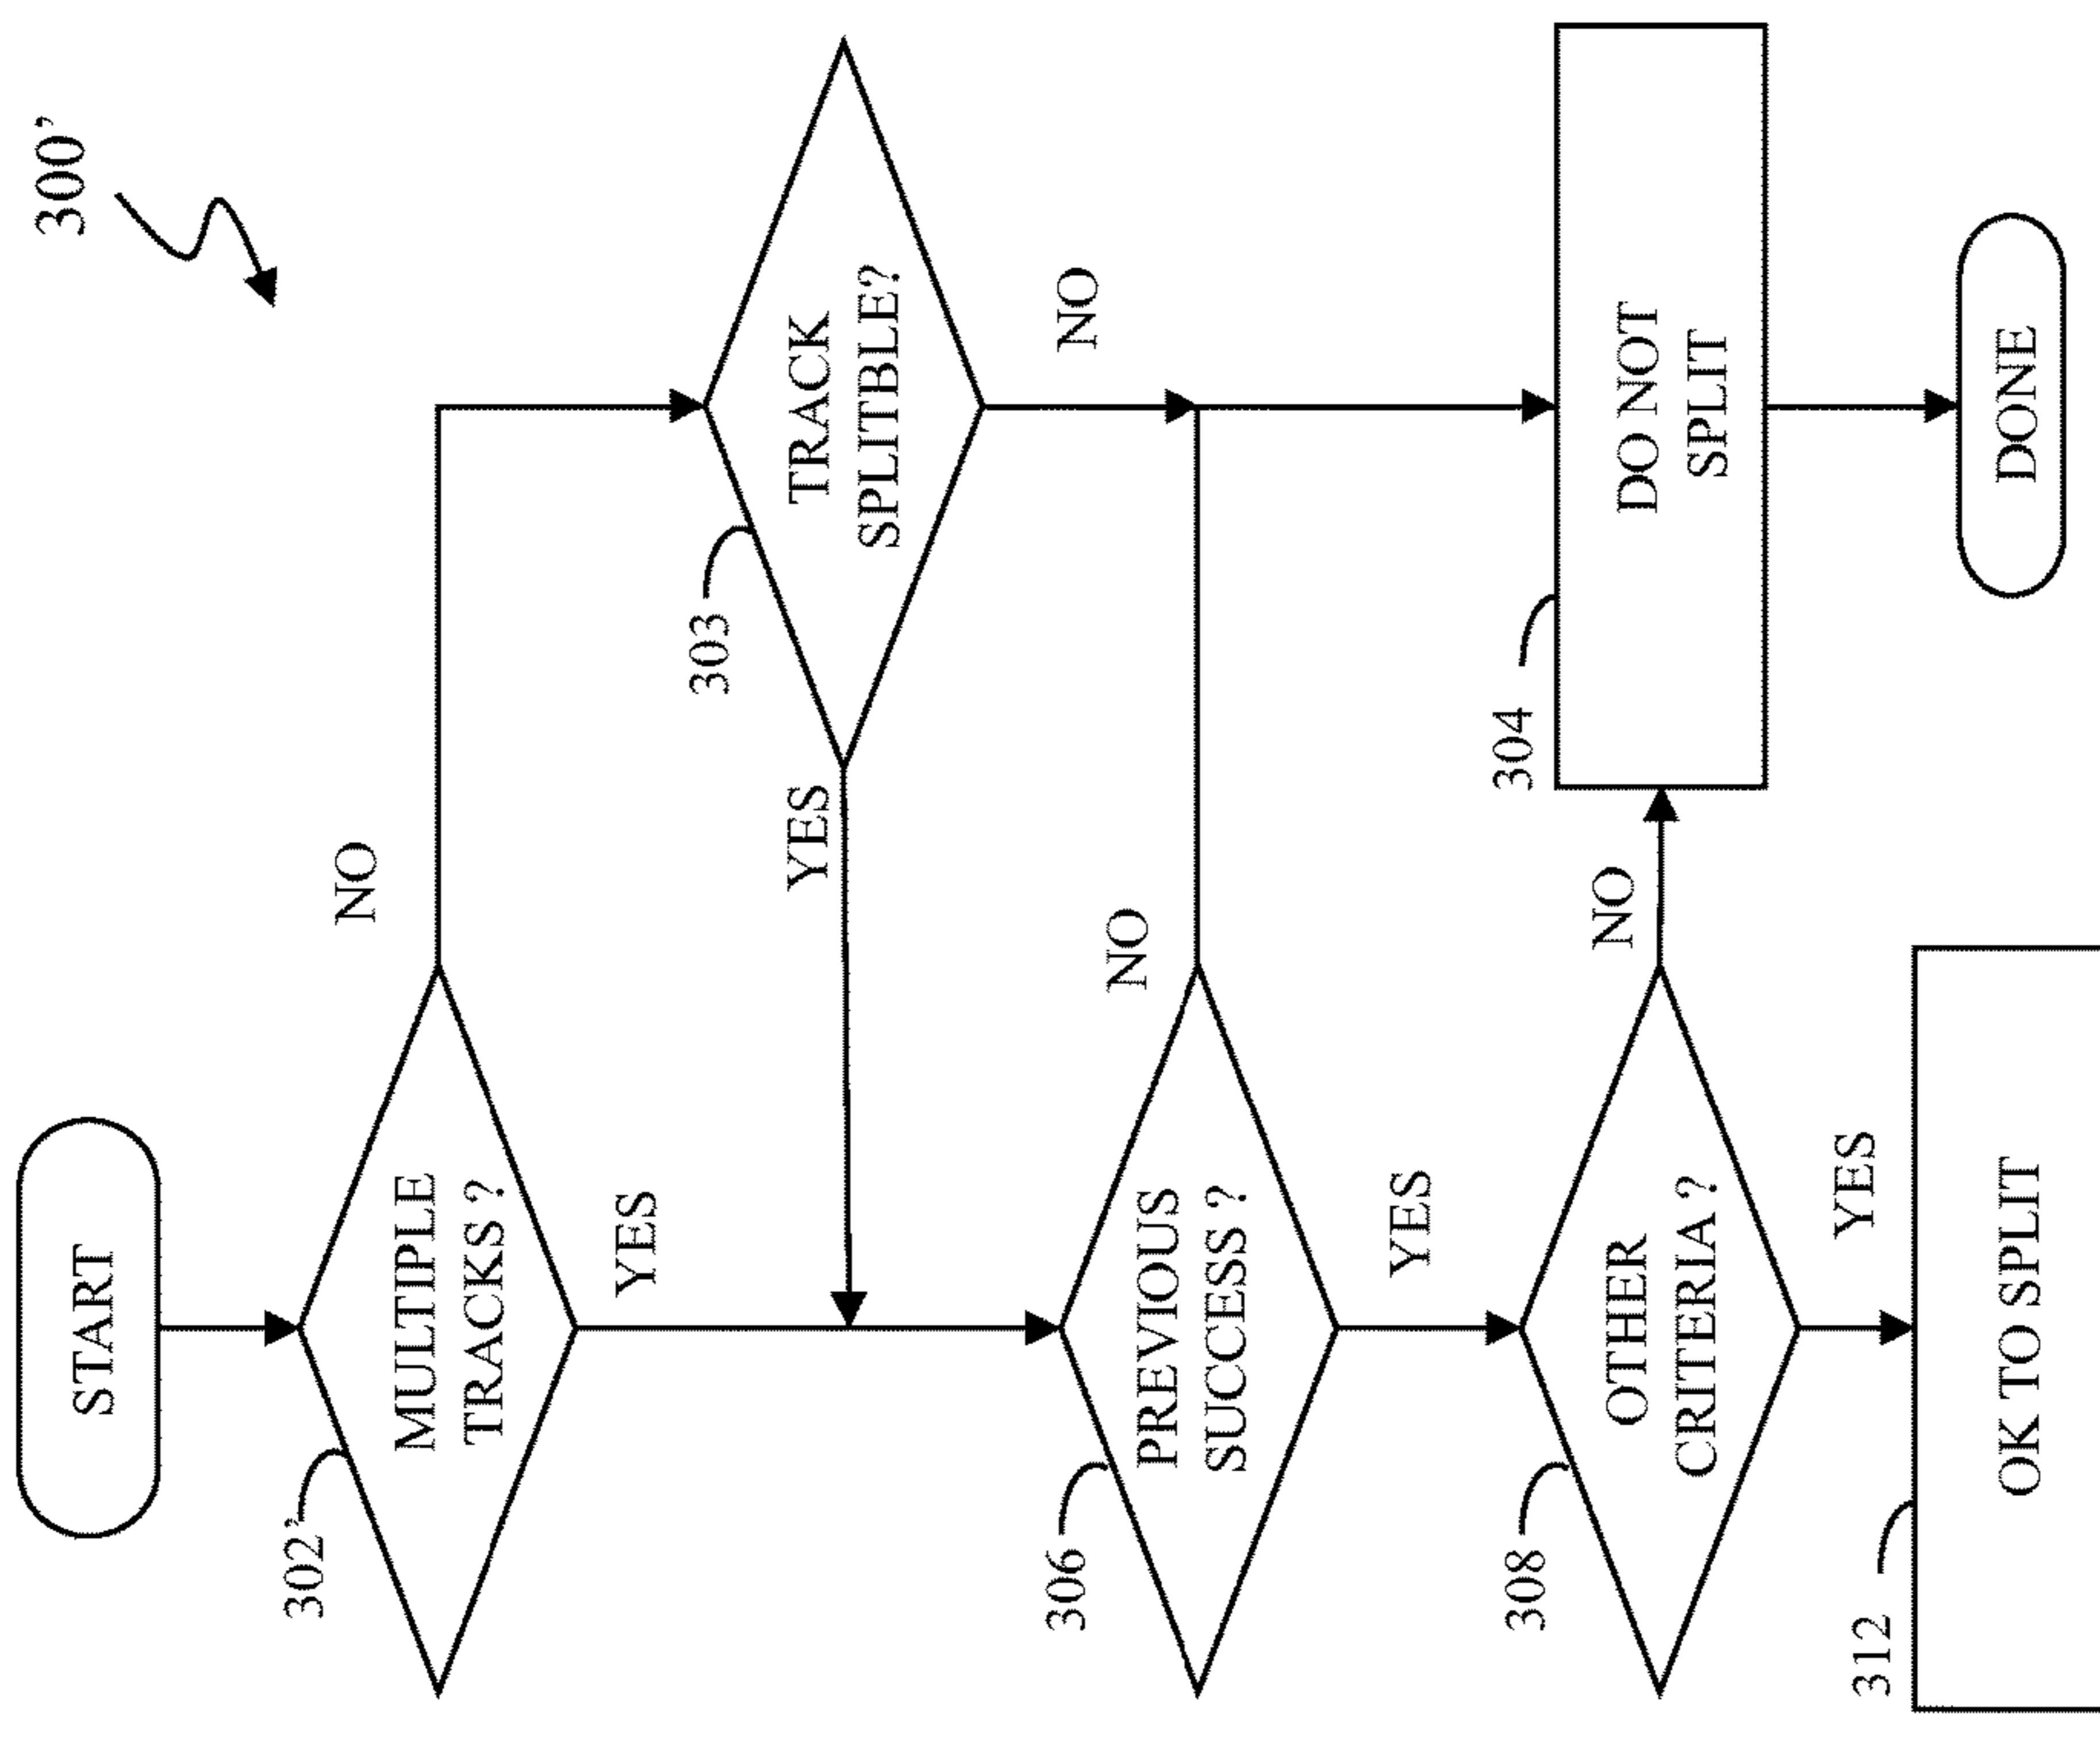 300’
START
302’
MULTIPLE
TRACKS ?
NO
YES
303
TRACK
SPLITBLE?
YES
NO
306
PREVIOUS
SUCCESS ?
NO
YES
308
OTHER
CRITERIA ?
NO
YES
304
DO NOT
SPLIT
312
OK TO SPLIT
DONE